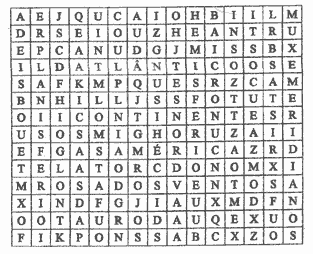 A E J Q U C A I O H B I I L M
D R S E I O U Z H E A N T R U
E P C A N U D G J M I S S B X
I L D A T L Â N T I C O O S E
S A F K M P Q U E S R Z C A M
B N H I L L J S S F O T U T E
O I I C O N T I N E N T E S R
U S O S M I G H O R U Z A I I
E F G A S A M É R I C A Z R D
T E L A T O R C D O N O M X I
M R O S A D O S V E N T O S A
X I N D F G J I A U X M D F N
O O T A U R O D A U Q E X U O
F I K P O N S S A B C X Z O S